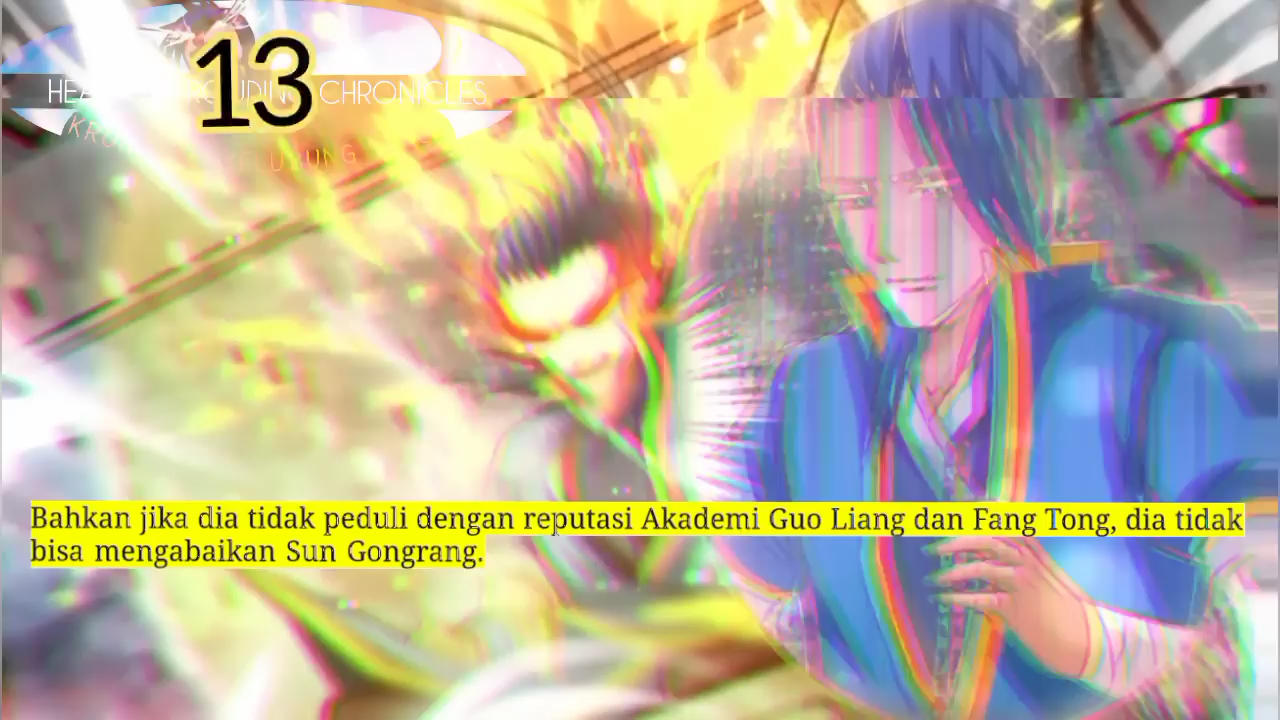 13
CHRONICLES
Bahkan jika dia tidak peduli dengan reputasi Akademi Guo Liang dan Fang Tong, dia tidak
bisa mengabaikan Sun Gongrang.